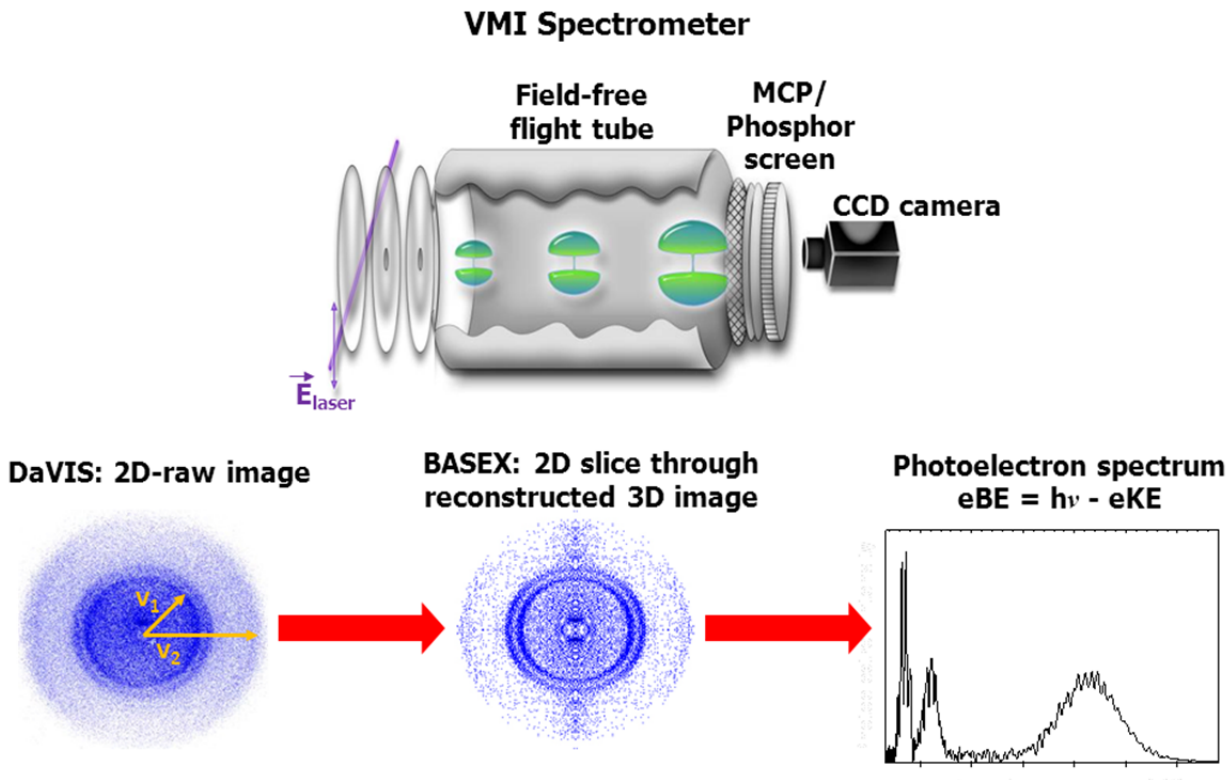 VMI Spectrometer
Field-free
flight tube
MCP/
Phosphor
screen
CCD camera
E
laser
DaVIS: 2D-raw image
BASEX: 2D slice through
reconstructed 3D image
Photoelectron spectrum
eBE = hν - eKE
v1
v2